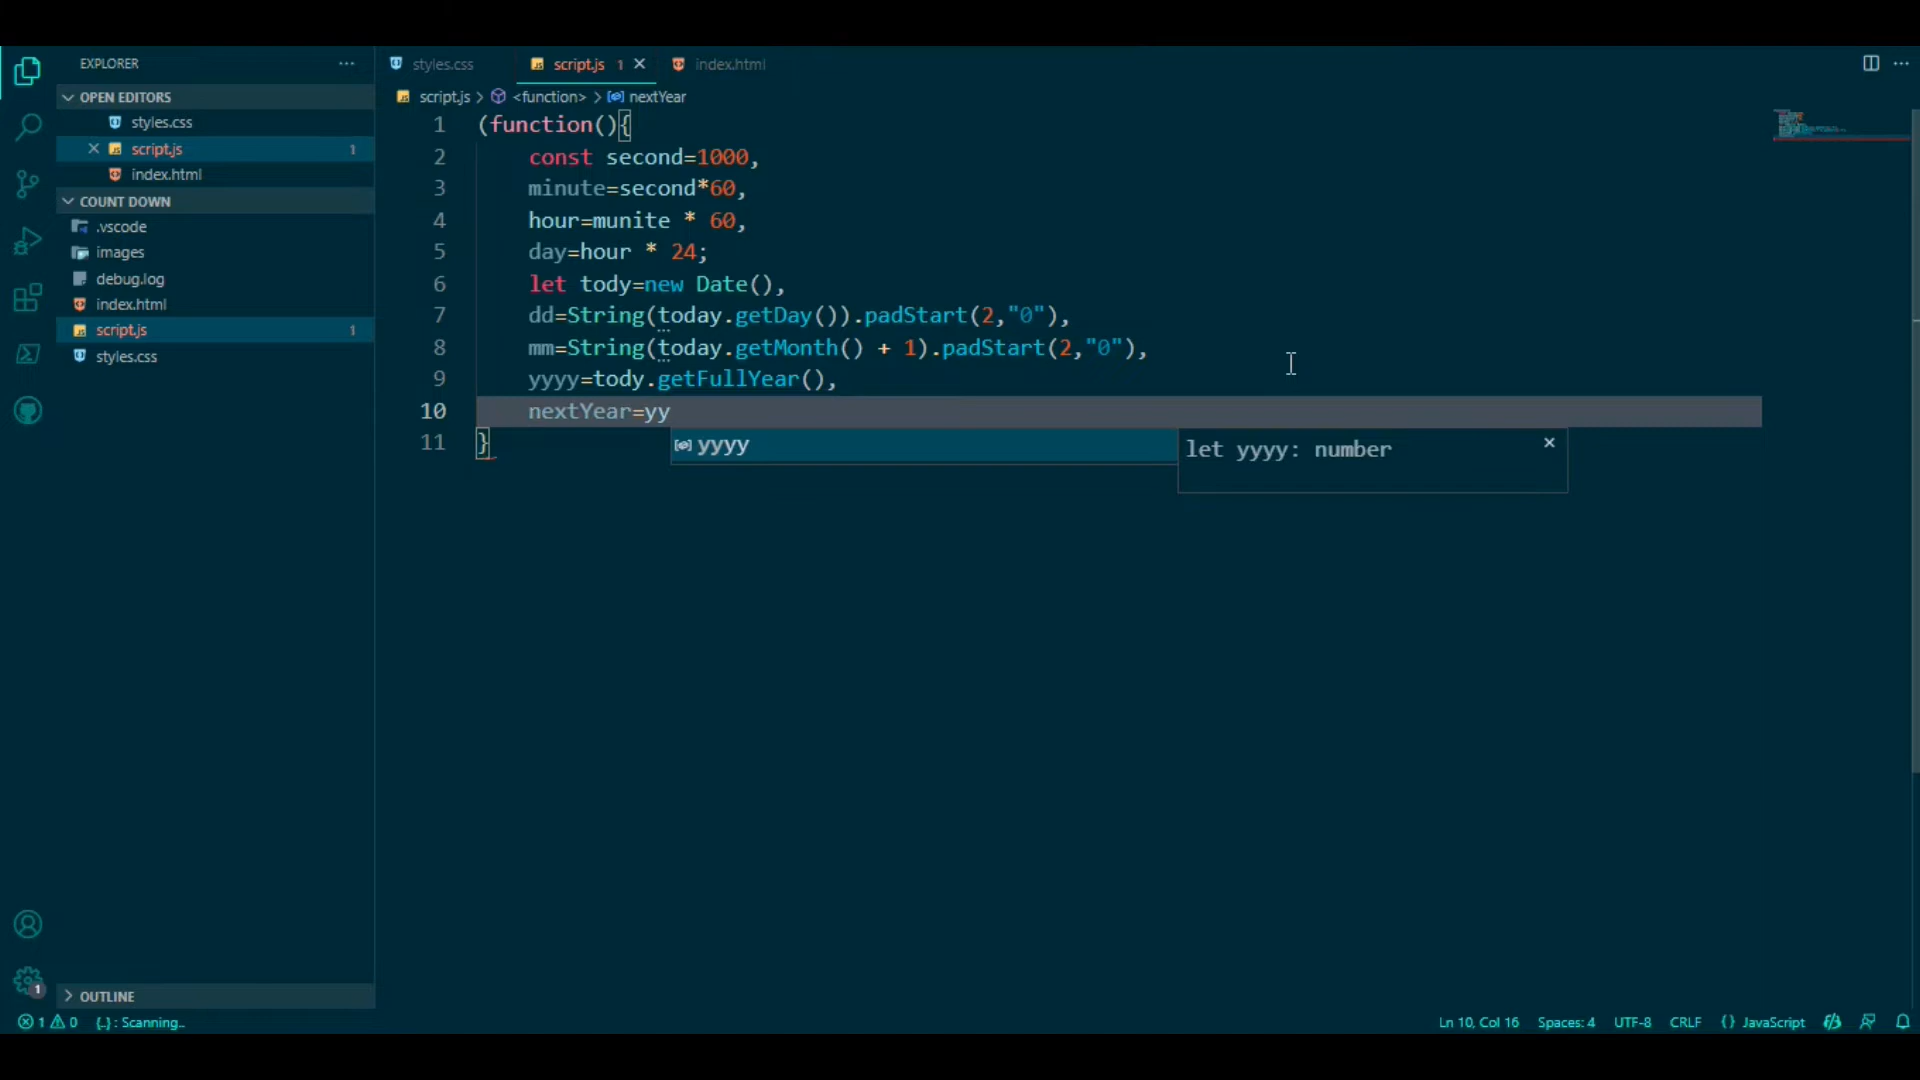 EXPLORER
OPEN EDITORS
styles.css
script.js 1
index.html
COUNT DOWN
.vscode
images
debug.log
index.html
script.js 1
styles.css
OUTLINE
styles.css script.js 1 index.html
script.js > <function> > nextYear
1 (function(){
2 const second=1000,
3 minute=second*60,
4 hour=munite * 60,
5 day=hour * 24;
6 let tody=new Date(),
7 dd=String(today.getDay()).padStart(2,"0"),
8 mm=String(today.getMonth() + 1).padStart(2,"0"),
9 yyyy=tody.getFullYear(),
10 nextYear=yy
11 }
yyyy
let yyyy: number
1
1 0 {..} : Scanning..
Ln 10, Col 16 Spaces: 4 UTF-8 CRLF {} JavaScript